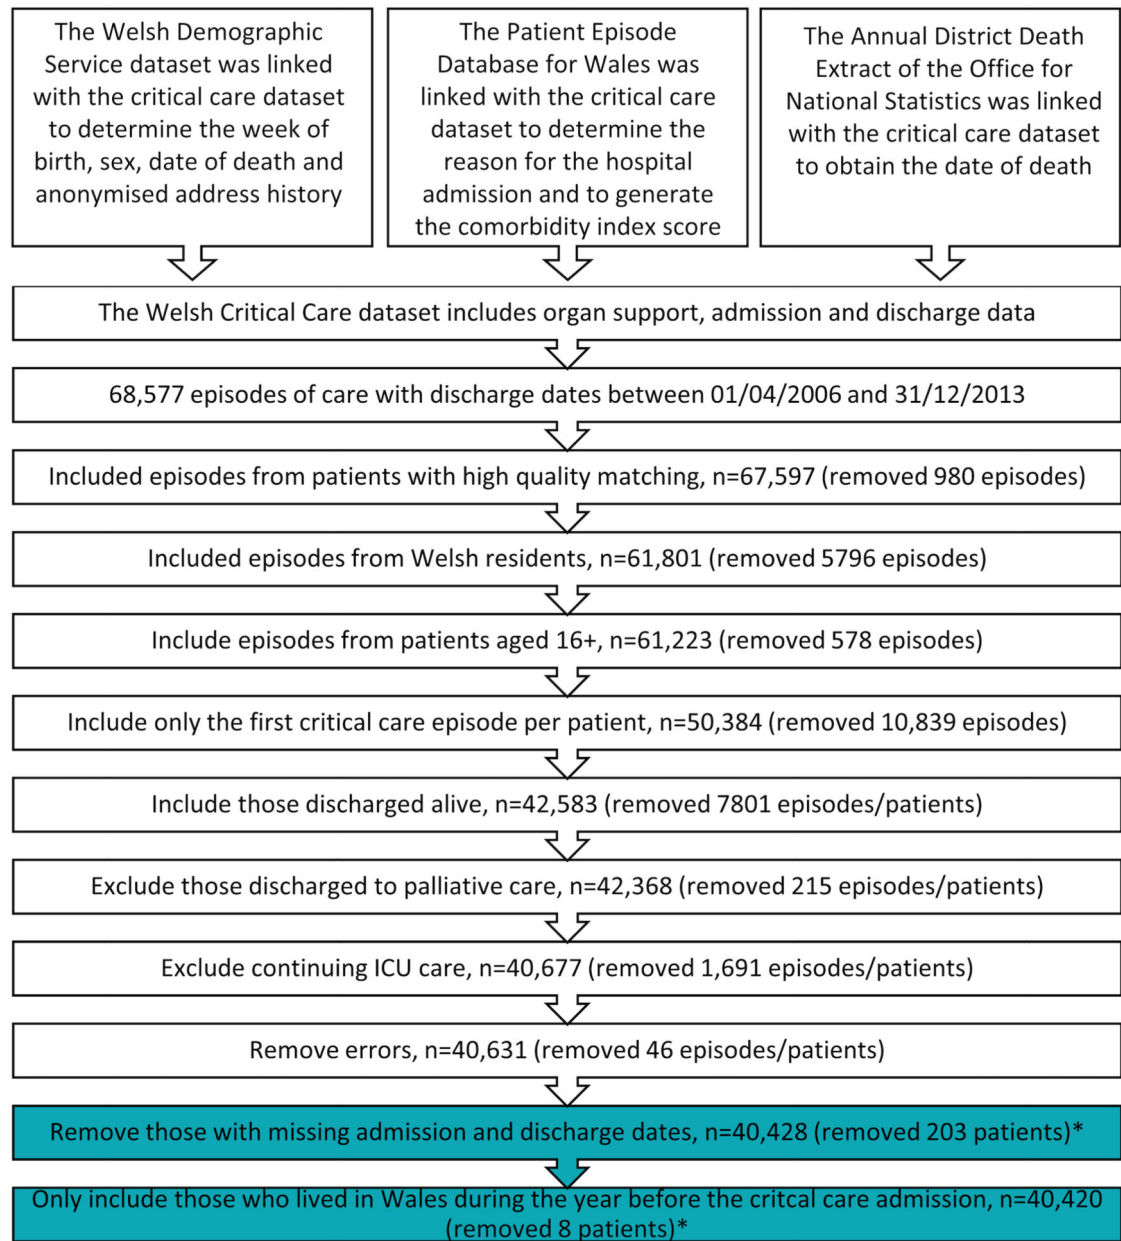 The Welsh Demographic
Service dataset was linked
with the critical care dataset
to determine the week of
birth, sex, date of death and
anonymised address history
The Patient Episode
Database for Wales was
linked with the critical care
dataset to determine the
reason for the hospital
admission and to generate
the comorbidity index score
The Annual District Death
Extract of the Office for
National Statistics was linked
with the critical care dataset
to obtain the date of death
The Welsh Critical Care dataset includes organ support, admission and discharge data
68,577 episodes of care with discharge dates between 01/04/2006 and 31/12/2013
Included episodes from patients with high quality matching, n=67,597 (removed 980 episodes)
Included episodes from Welsh residents, n=61,801 (removed 5796 episodes)
Include episodes from patients aged 16+, n=61,223 (removed 578 episodes)
Include only the first critical care episode per patient, n=50,384 (removed 10,839 episodes)
Include those discharged alive, n=42,583 (removed 7801 episodes/patients)
Exclude those discharged to palliative care, n=42,368 (removed 215 episodes/patients)
Exclude continuing ICU care, n=40,677 (removed 1,691 episodes/patients)
Remove errors, n=40,631 (removed 46 episodes/patients)
Remove those with missing admission and discharge dates, n=40,428 (removed 203 patients)*
Only include those who lived in Wales during the year before the critcal care admission, n=40,420
(removed 8 patients)*